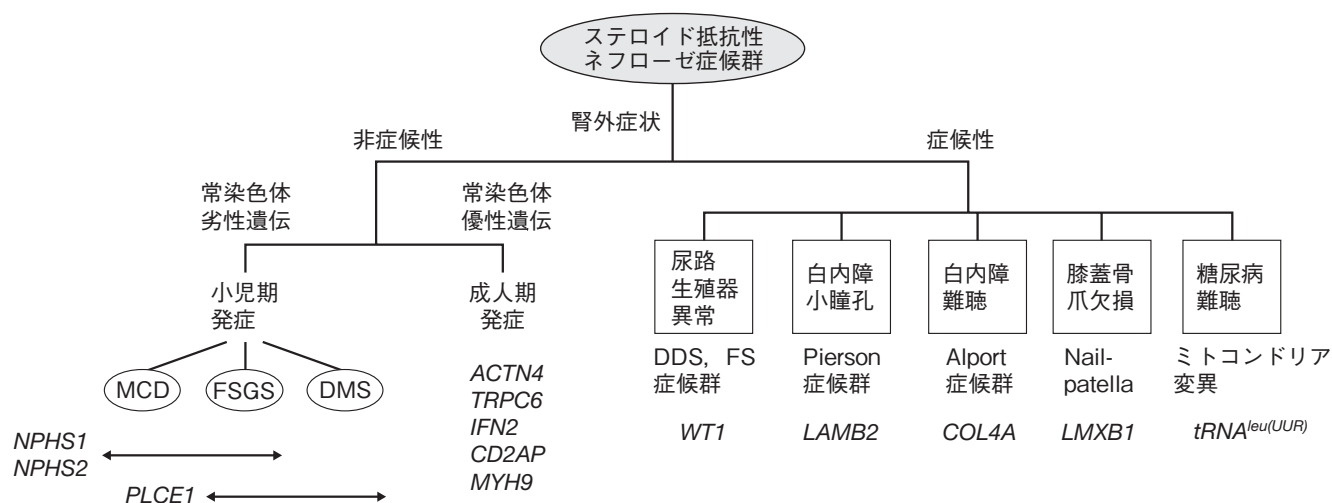 ステロイド抵抗性
ネフローゼ症候群
腎外症状
非症候性
症候性
常染色体
劣性遺伝
常染色体
優性遺伝
小児期
発症
成人期
発症
MCD
FSGS
DMS
NPHS1
NPHS2
PLCE1
ACTN4
TRPC6
IFN2
CD2AP
MYH9
尿路
生殖器
異常
DDS，FS
症候群
WT1
白内障
小瞳孔
Pierson
症候群
LAMB2
白内障
難聴
Alport
症候群
COL4A
膝蓋骨
爪欠損
Nail-
patella
LMXB1
糖尿病
難聴
ミトコンドリア
変異
tRNAleu(UUR)